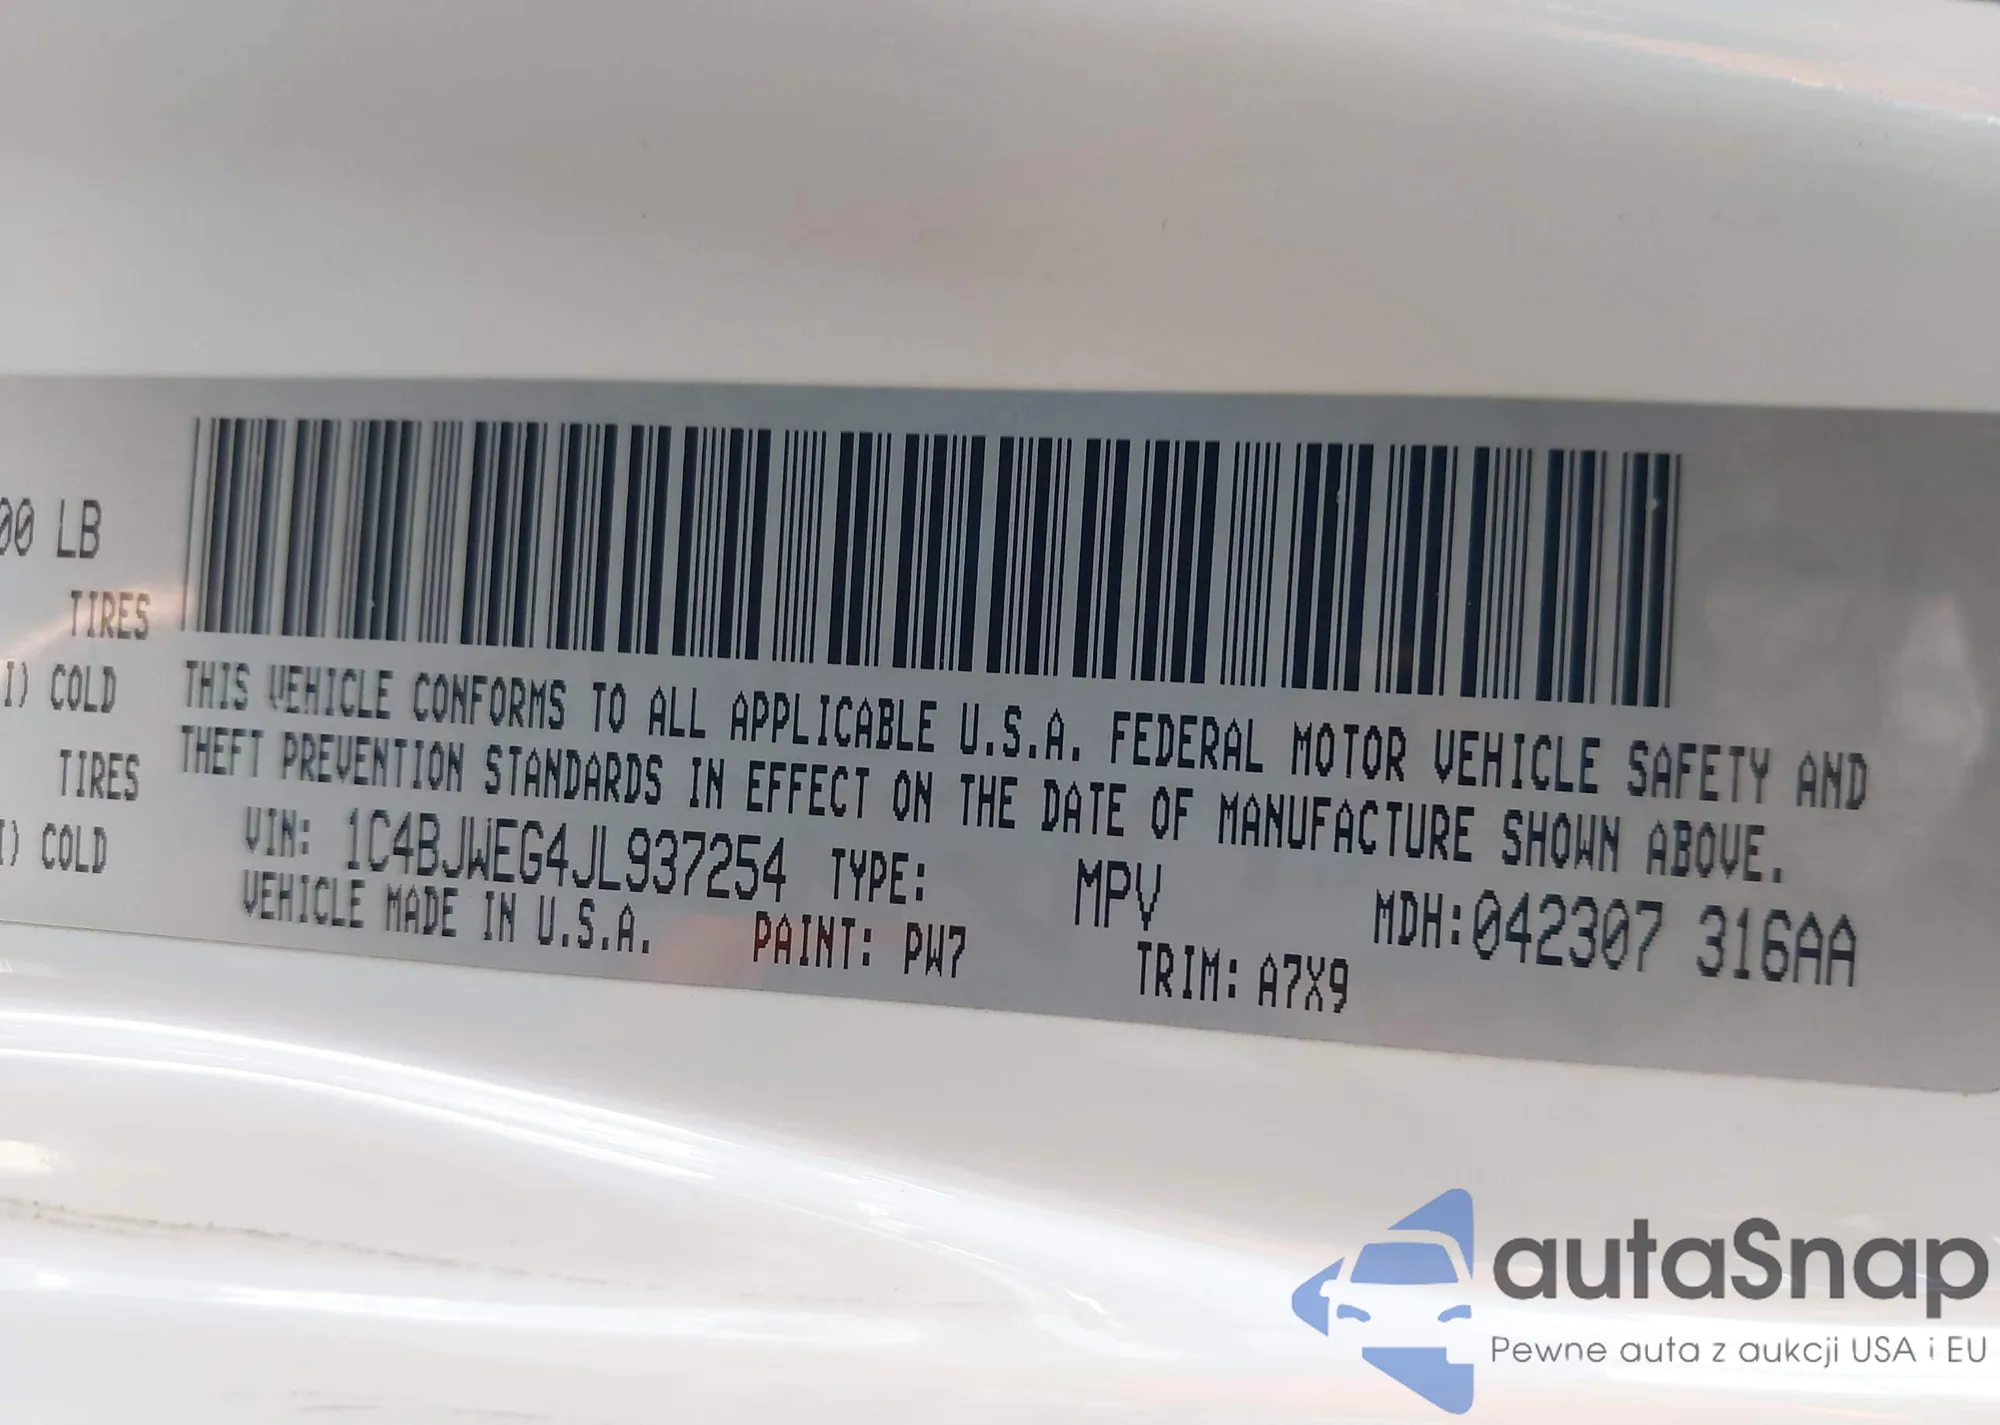 00 LB
TIRES
I) COLD
TIRES
I) COLD
THIS VEHICLE CONFORMS TO ALL APPLICABLE U.S.A. FEDERAL MOTOR VEHICLE SAFETY AND
THEFT PREVENTION STANDARDS IN EFFECT ON THE DATE OF MANUFACTURE SHOWN ABOVE.
VIN: 1C4BJWEG4JL937254 TYPE: MPV MDH:042307 316AA
VEHICLE MADE IN U.S.A. PAINT: PW7 TRIM: A7X9
autaSnap
Pewne auta z aukcji USA i EU